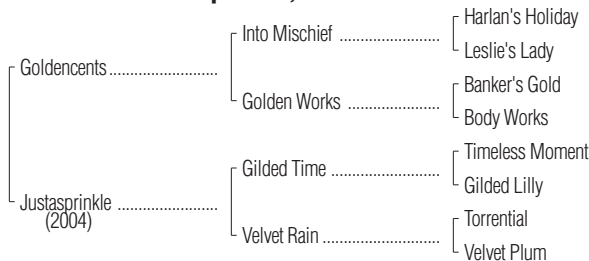 Harlan's Holiday
Into Mischief ....................
Leslie's Lady
Goldencents ......................
Banker's Gold
Golden Works ..................
Body Works
Timeless Moment
Gilded Time .....................
Gilded Lilly
Justasprinkle ....................
(2004)
Torrential
Velvet Rain .......................
Velvet Plum